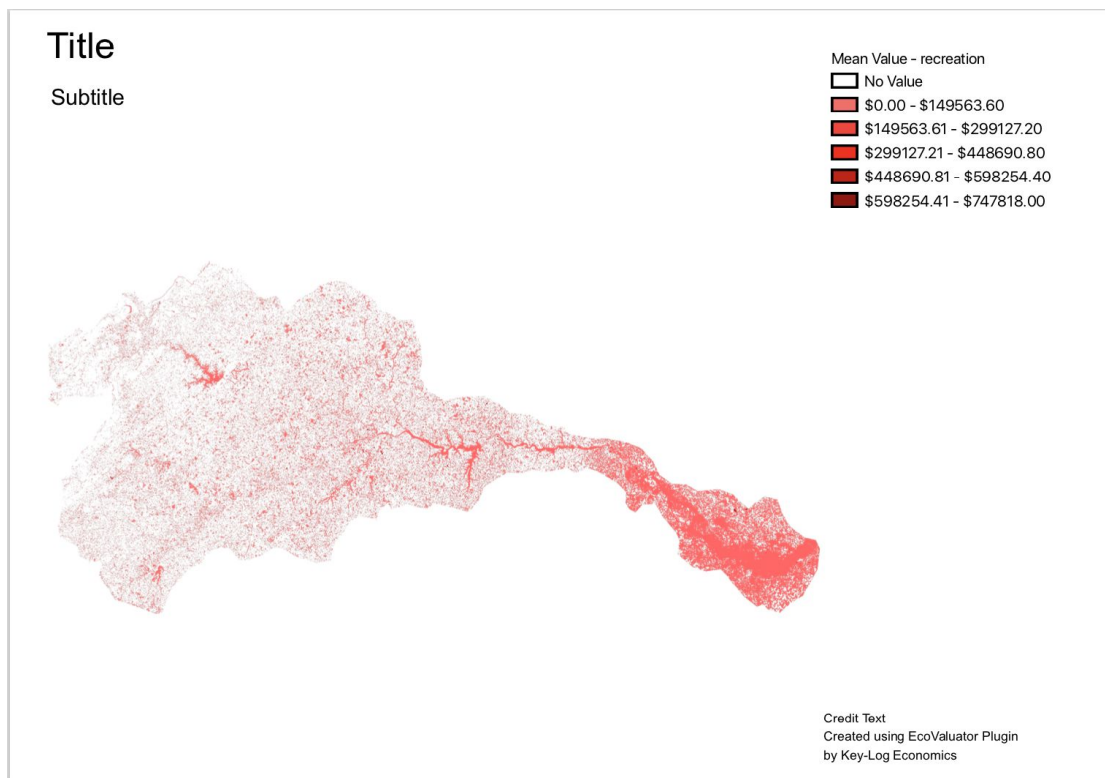 Title
Subtitle
Mean Value - recreation
No Value
$0.00 - $149563.60
$149563.61 - $299127.20
$299127.21 - $448690.80
$448690.81 - $598254.40
$598254.41 - $747818.00
Credit Text
Created using EcoValuator Plugin
by Key-Log Economics